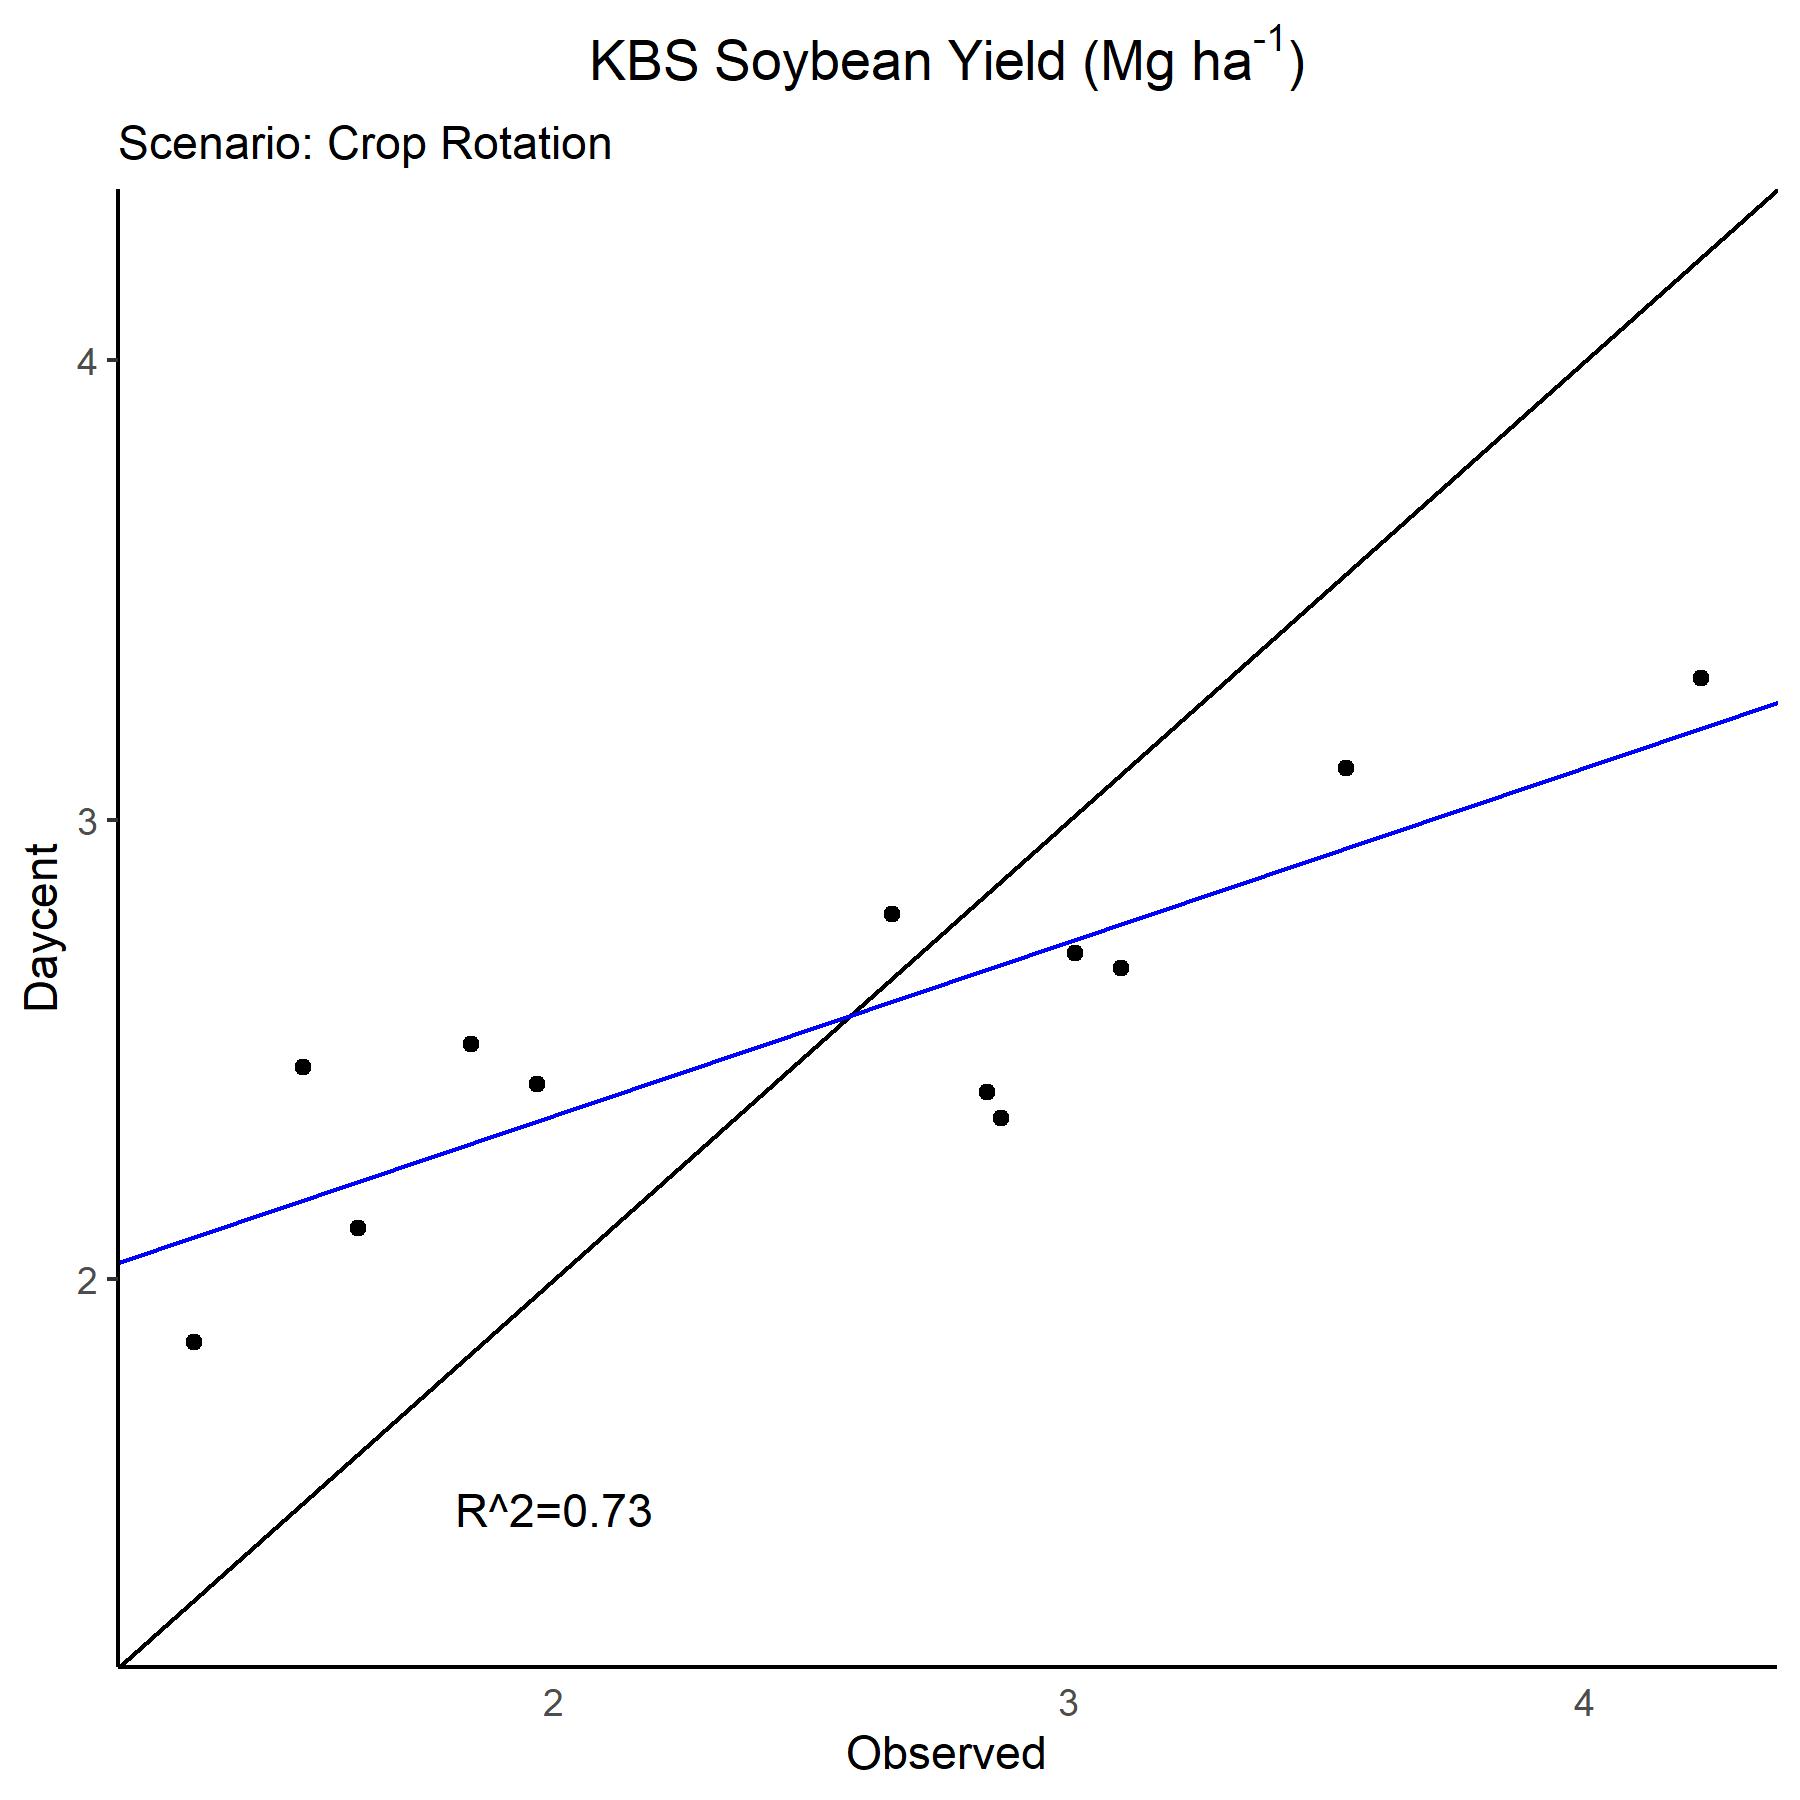 KBS Soybean Yield (Mg ha⁻¹)
Scenario: Crop Rotation
4
3
2
Daycent
R^2=0.73
2 3 4
Observed